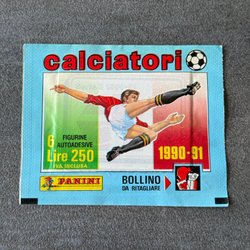 calciatori
6
FIGURINE
AUTOADESIVE
Lire 250
IVA INCLUSA
1990-91
PANINI
BOLLINO
DA RITAGLIARE